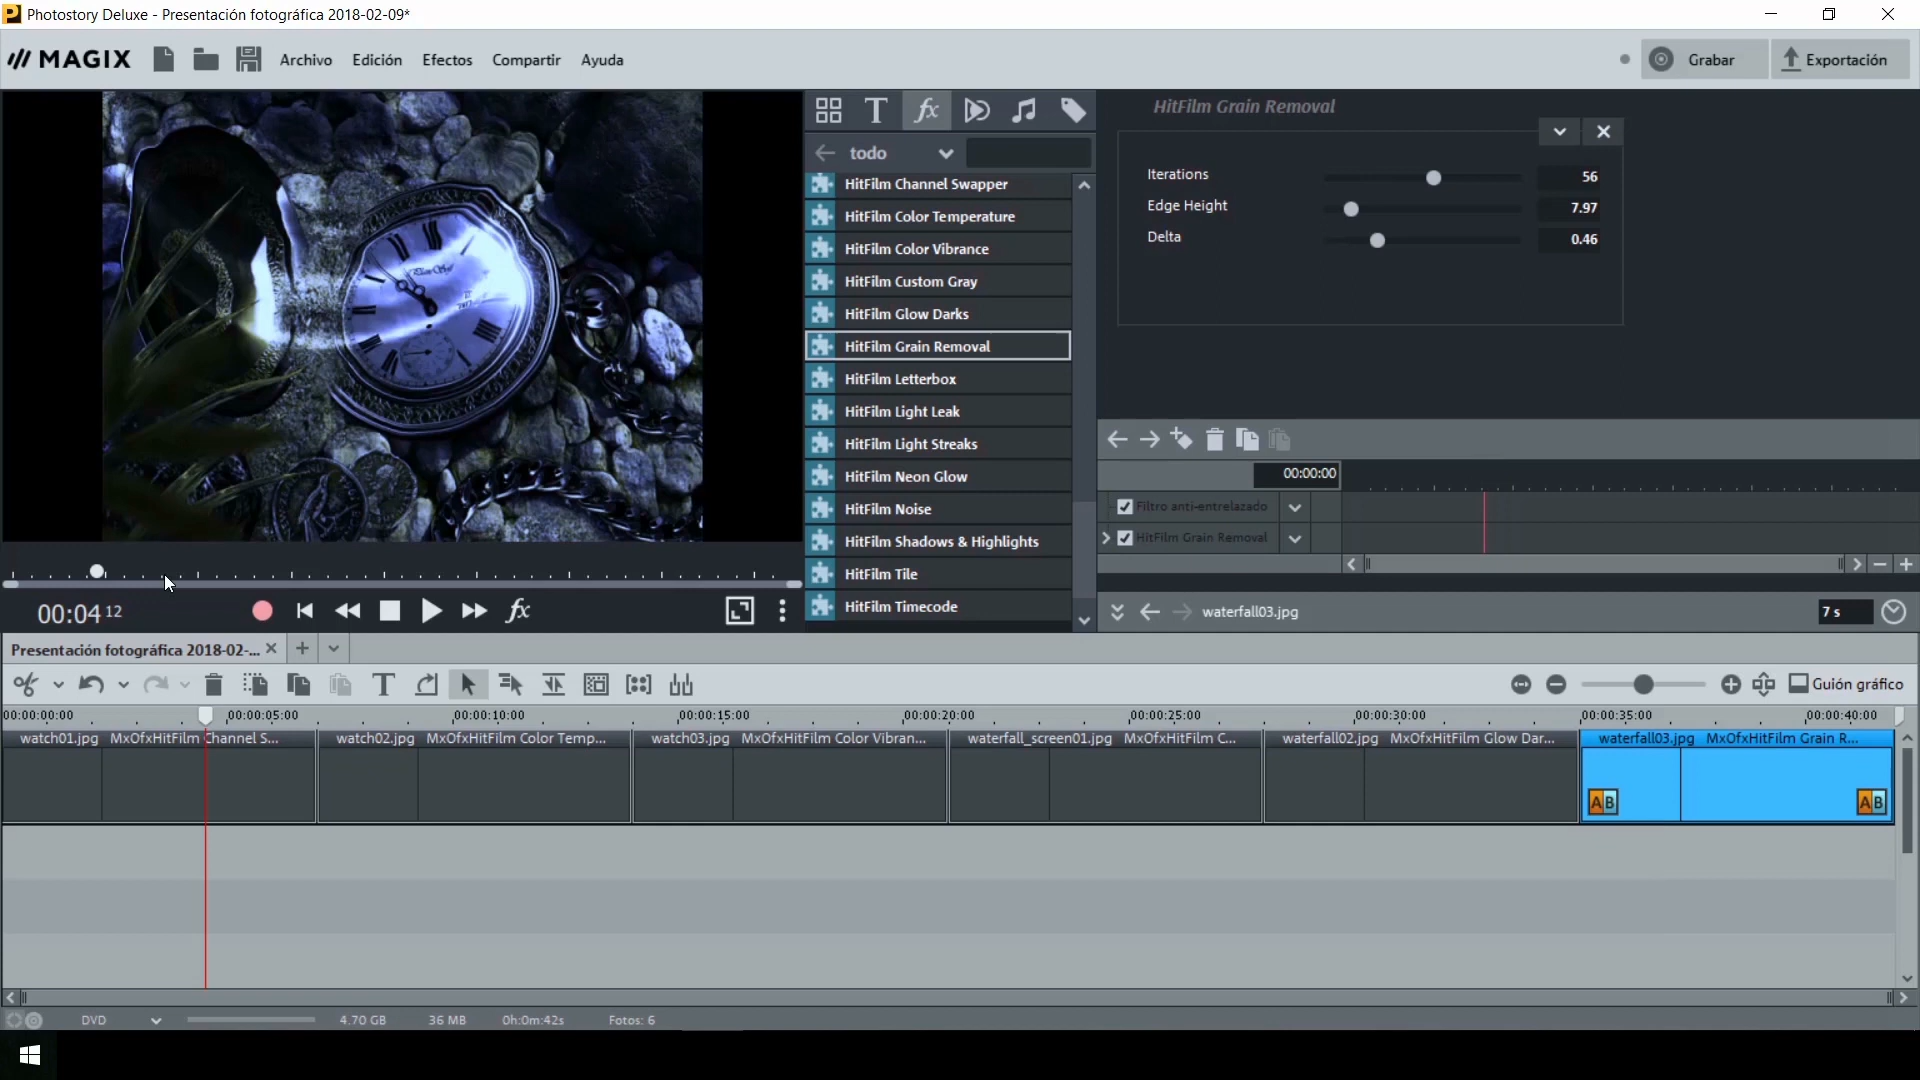 Photostory Deluxe - Presentación fotográfica 2018-02-09*
MAGIX
Archivo Edición Efectos Compartir Ayuda
Grabar
Exportación
todo
HitFilm Channel Swapper
HitFilm Color Temperature
HitFilm Color Vibrance
HitFilm Custom Gray
HitFilm Glow Darks
HitFilm Grain Removal
HitFilm Letterbox
HitFilm Light Leak
HitFilm Light Streaks
HitFilm Neon Glow
HitFilm Noise
HitFilm Shadows & Highlights
HitFilm Tile
HitFilm Timecode
HitFilm Grain Removal
Iterations 56
Edge Height 7.97
Delta 0.46
00:00:00
Filtro anti-entrelazado
HitFilm Grain Removal
waterfall03.jpg
7 s
00:04 12
Presentación fotográfica 2018-02-...
Guión gráfico
00:00:00:00 00:00:05:00 00:00:10:00 00:00:15:00 00:00:20:00 00:00:25:00 00:00:30:00 00:00:35:00 00:00:40:00
watch01.jpg MxOfxHitFilm Channel S... watch02.jpg MxOfxHitFilm Color Temp... watch03.jpg MxOfxHitFilm Color Vibran... waterfall_screen01.jpg MxOfxHitFilm C... waterfall02.jpg MxOfxHitFilm Glow Dar... waterfall03.jpg MxOfxHitFilm Grain R...
AB AB
DVD 4.70 GB 36 MB 0h:0m:42s Fotos: 6